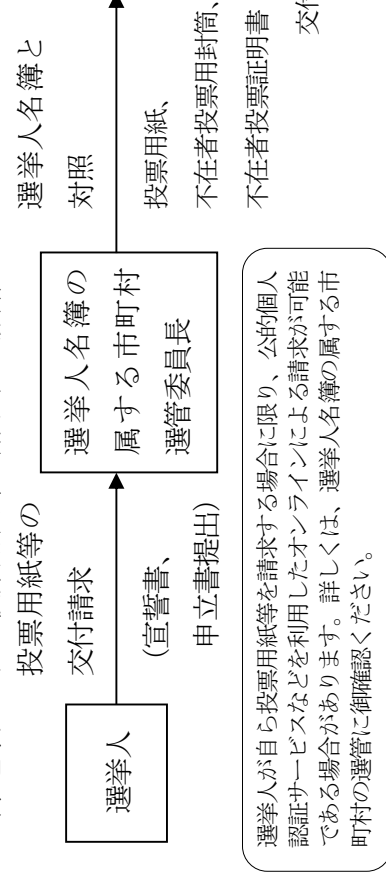 投票用紙等の
交付請求
(宣誓書、
申立書提出)
選挙人
選挙人名簿の
属する市町村
選管委員長
選挙人名簿と
対照
投票用紙、
不在者投票用封筒、
不在者投票証明書
選挙人が自ら投票用紙等を請求する場合に限り、公的個人
認証サービスなどを利用したオンラインによる請求が可能
である場合があります。詳しくは、選挙人名簿の属する市
町村の選管に御確認ください。